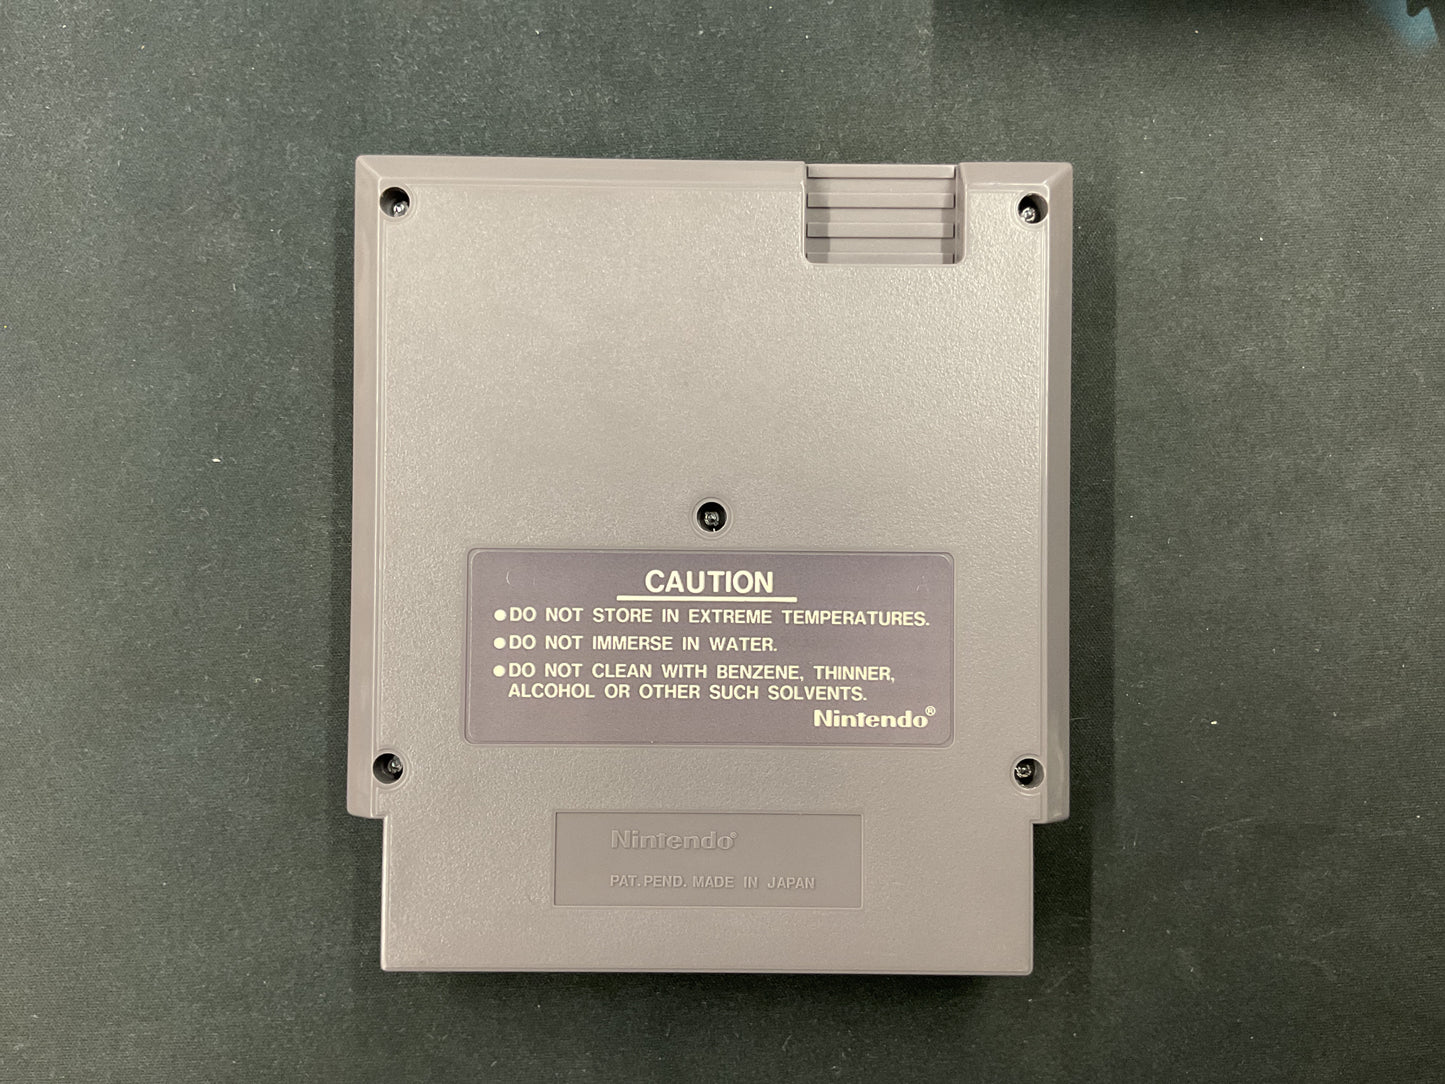 CAUTION
●DO NOT STORE IN EXTREME TEMPERATURES.
●DO NOT IMMERSE IN WATER.
●DO NOT CLEAN WITH BENZENE, THINNER,
ALCOHOL OR OTHER SUCH SOLVENTS.
Nintendo®
Nintendo®
PAT. PEND. MADE IN JAPAN